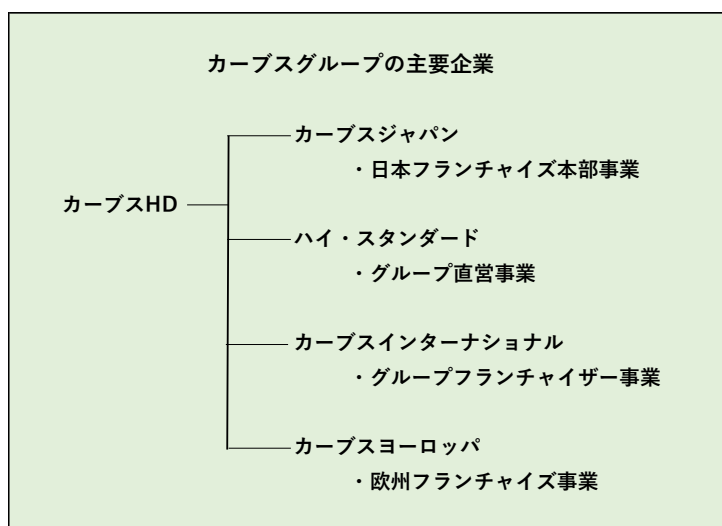 カーブスグループの主要企業
カーブスジャパン
・日本フランチャイズ本部事業
カーブスHD
ハイ・スタンダード
・グループ直営事業
カーブスインターナショナル
・グループフランチャイザー事業
カーブスヨーロッパ
・欧州フランチャイズ事業